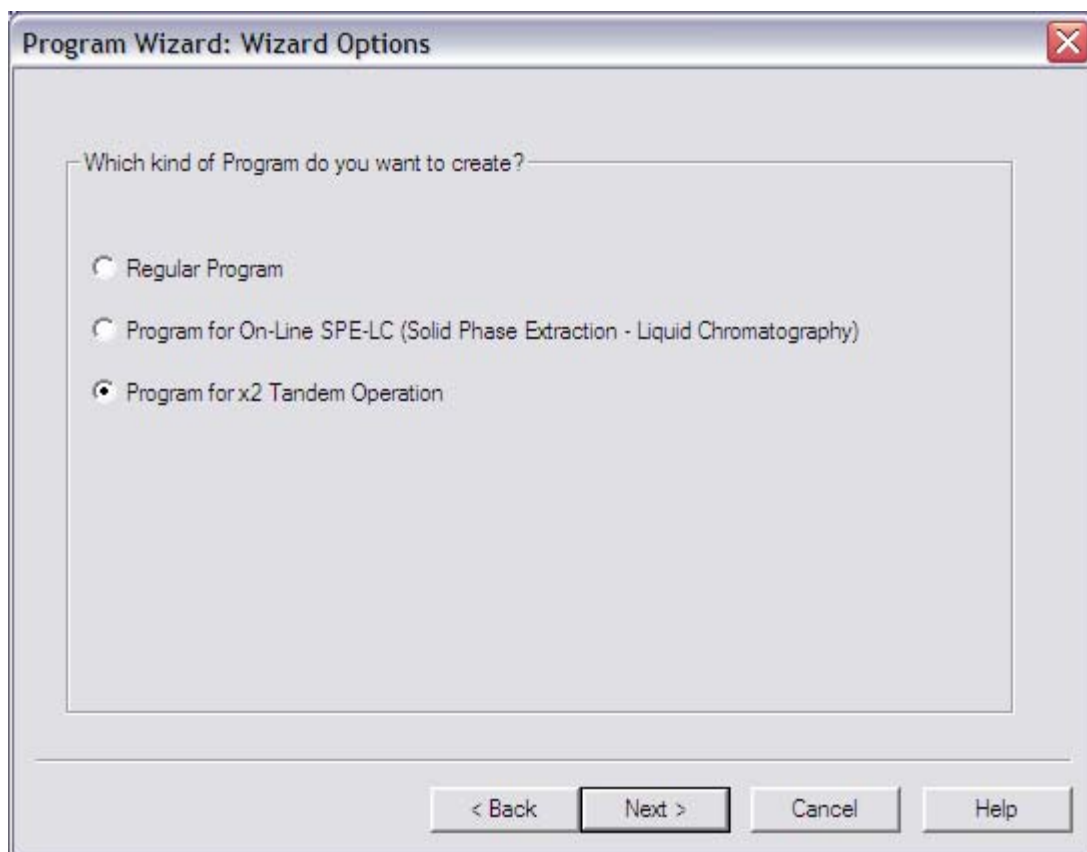 Program Wizard: Wizard Options
Which kind of Program do you want to create?
Regular Program
Program for On-Line SPE-LC (Solid Phase Extraction - Liquid Chromatography)
Program for x2 Tandem Operation
< Back
Next >
Cancel
Help